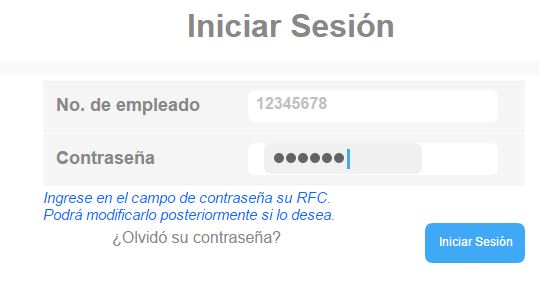 Iniciar Sesión
No. de empleado
12345678
Contraseña
●●●●●●
Ingrese en el campo de contraseña su RFC.
Podrá modificarlo posteriormente si lo desea.
¿Olvidó su contraseña?
Iniciar Sesión